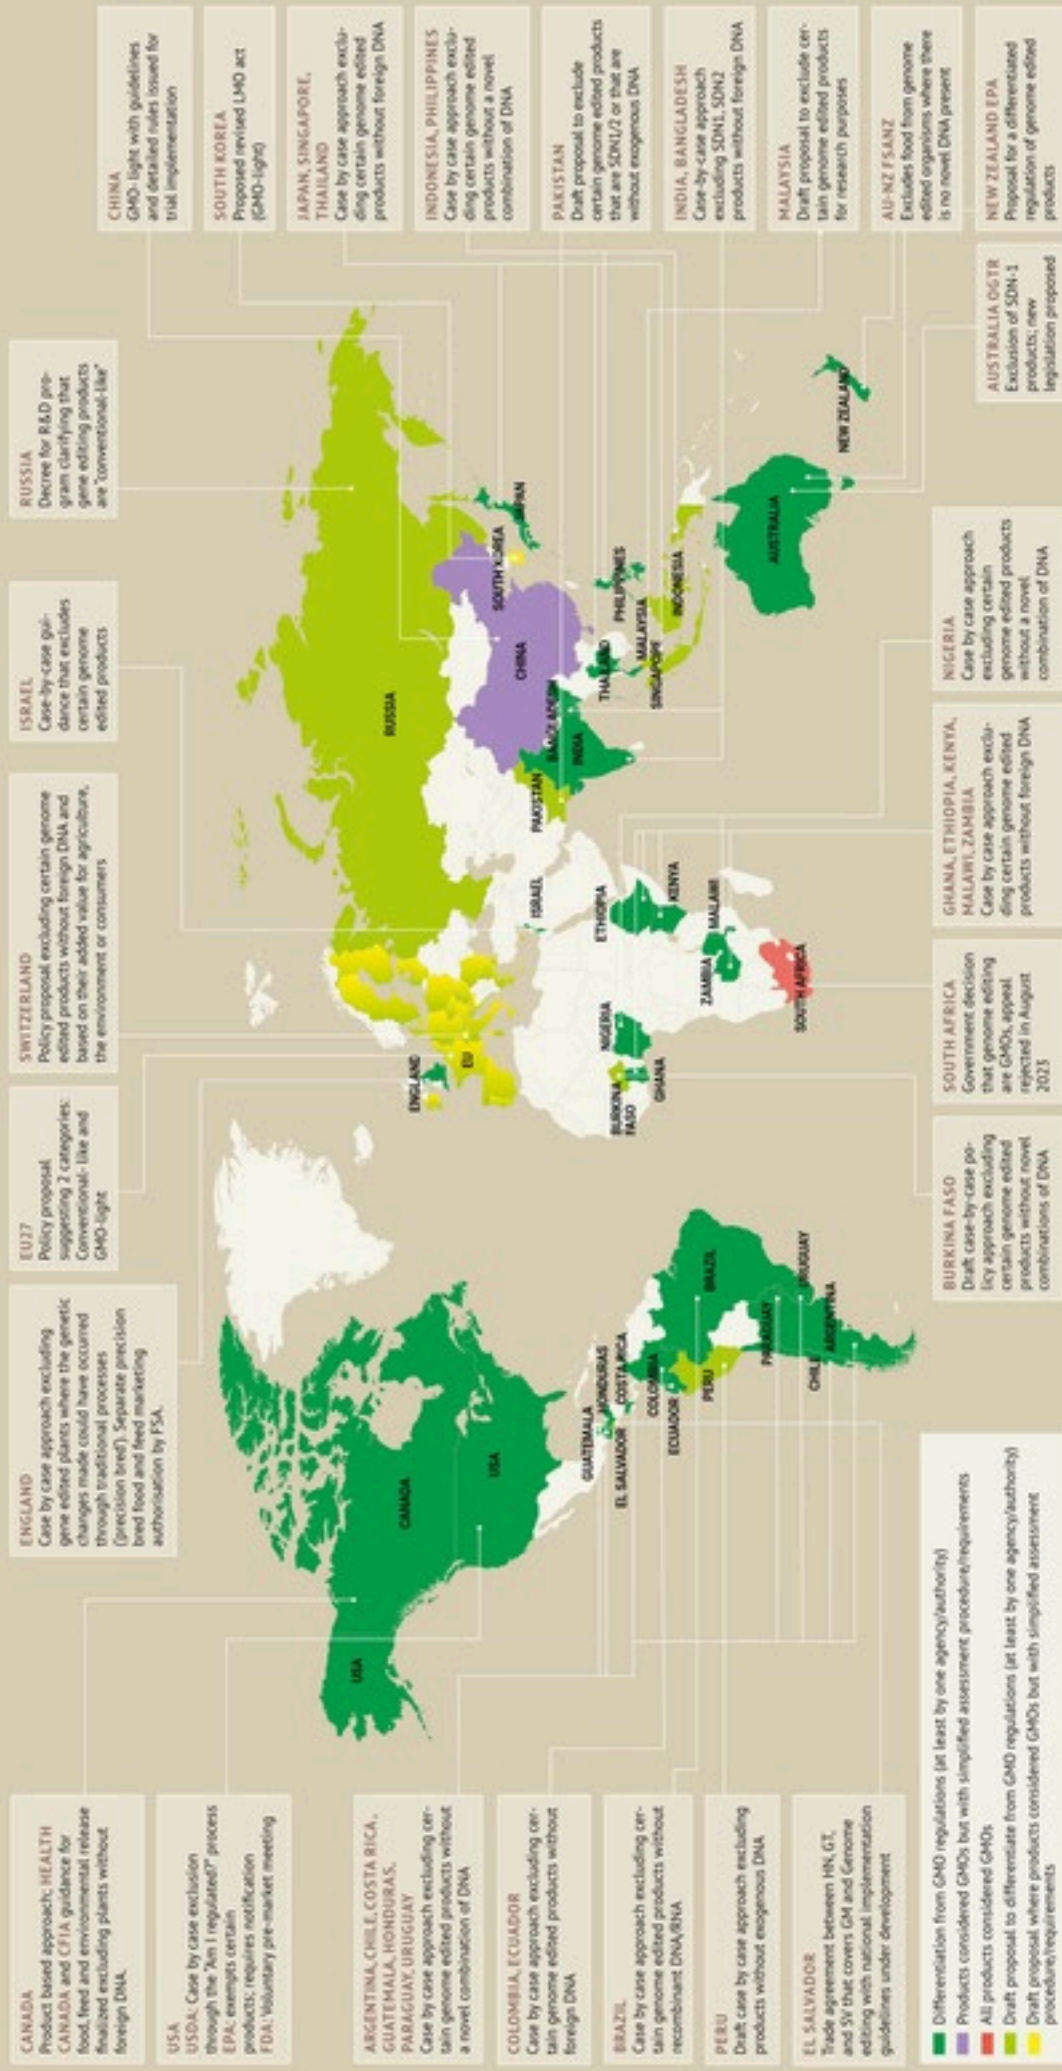 CANADA
Product based approach; HEALTH
CANADA and CFIA guidance for
food, feed and environmental release
finalized excluding plants without
foreign DNA.
USA
USDA: Case by case exclusion
through the "Am I regulated?" process
EPA: exempts certain
products; requires notification
FDA: Voluntary pre-market meeting
ARGENTINA, CHILE, COSTA RICA,
GUATEMALA, HONDURAS,
PARAGUAY, URUGUAY
Case by case approach excluding cer-
tain genome edited products without
a novel combination of DNA
COLOMBIA, ECUADOR
Case by case approach excluding cer-
tain genome edited products without
foreign DNA
BRAZIL
Case by case approach excluding cer-
tain genome edited products without
recombinant DNA/RNA
PERU
Draft case by case approach excluding
products without exogenous DNA
EL SALVADOR
Trade agreement between HN, GT,
and SV that covers GM and Genome
editing with national implementation
guidelines under development
ENGLAND
Case by case approach excluding
gene edited plants where the genetic
changes made could have occurred
through traditional processes
('precision bred'). Separate precision
bred food and feed marketing
authorisation by FSA.
EU27
Policy proposal
suggesting 2 categories:
Conventional- like and
GMO-light
SWITZERLAND
Policy proposal excluding certain genome
edited products without foreign DNA and
based on their added value for agriculture,
the environment or consumers
ISRAEL
Case-by-case gui-
dance that excludes
certain genome
edited products
RUSSIA
Decree for R&D pro-
gram clarifying that
gene editing products
are "conventional-like"
CHINA
GMO- light with guidelines
and detailed rules issued for
trial implementation
SOUTH KOREA
Proposed revised LMO act
(GMO-light)
JAPAN, SINGAPORE,
THAILAND
Case by case approach exclu-
ding certain genome edited
products without foreign DNA
INDONESIA, PHILIPPINES
Case by case approach exclu-
ding certain genome edited
products without a novel
combination of DNA
PAKISTAN
Draft proposal to exclude
certain genome edited products
that are SDN1/2 or that are
without exogenous DNA
INDIA, BANGLADESH
Case-by-case approach
excluding SDN1, SDN2
products without foreign DNA
MALAYSIA
Draft proposal to exclude cer-
tain genome edited products
for research purposes
AU-NZ FSANZ
Excludes food from genome
edited organisms where there
is no novel DNA present
NEW ZEALAND EPA
Proposal for a differentiated
regulation of genome edited
products
AUSTRALIA OGTR
Exclusion of SDN-1
products; new
legislation proposed
NIGERIA
Case by case approach
excluding certain
genome edited products
without a novel
combination of DNA
GHANA, ETHIOPIA, KENYA,
MALAWI, ZAMBIA
Case by case approach exclu-
ding certain genome edited
products without foreign DNA
SOUTH AFRICA
Government decision
that genome editing
are GMOs, appeal
rejected in August
2023
BURKINA FASO
Draft case-by-case po-
licy approach excluding
certain genome edited
products without novel
combinations of DNA
USA
CANADA
USA
GUATEMALA
HONDURAS
EL SALVADOR
COSTA RICA
COLOMBIA
ECUADOR
PERU
BRAZIL
PARAGUAY
CHILE
URUGUAY
ARGENTINA
ENGLAND
EU
BURKINA
FASO
GHANA
NIGERIA
ETHIOPIA
KENYA
ZAMBIA
MALAWI
SOUTH AFRICA
ISRAEL
RUSSIA
PAKISTAN
BANGLADESH
INDIA
CHINA
SOUTH KOREA
JAPAN
THAILAND
PHILIPPINES
MALAYSIA
SINGAPORE
INDONESIA
AUSTRALIA
NEW ZEALAND
Differentiation from GMO regulations (at least by one agency/authority)
Products considered GMOs but with simplified assessment procedure/requirements
All products considered GMOs
Draft proposal to differentiate from GMO regulations (at least by one agency/authority)
Draft proposal where products considered GMOs but with simplified assessment
procedure/requirements